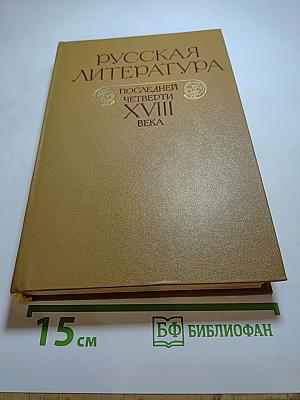 РУССКАЯ
ЛИТЕРАТУРА
ПОСЛЕДНЕЙ
ЧЕТВЕРТИ
XVIII
ВЕКА
15 см
БФ БИБЛИОФАН